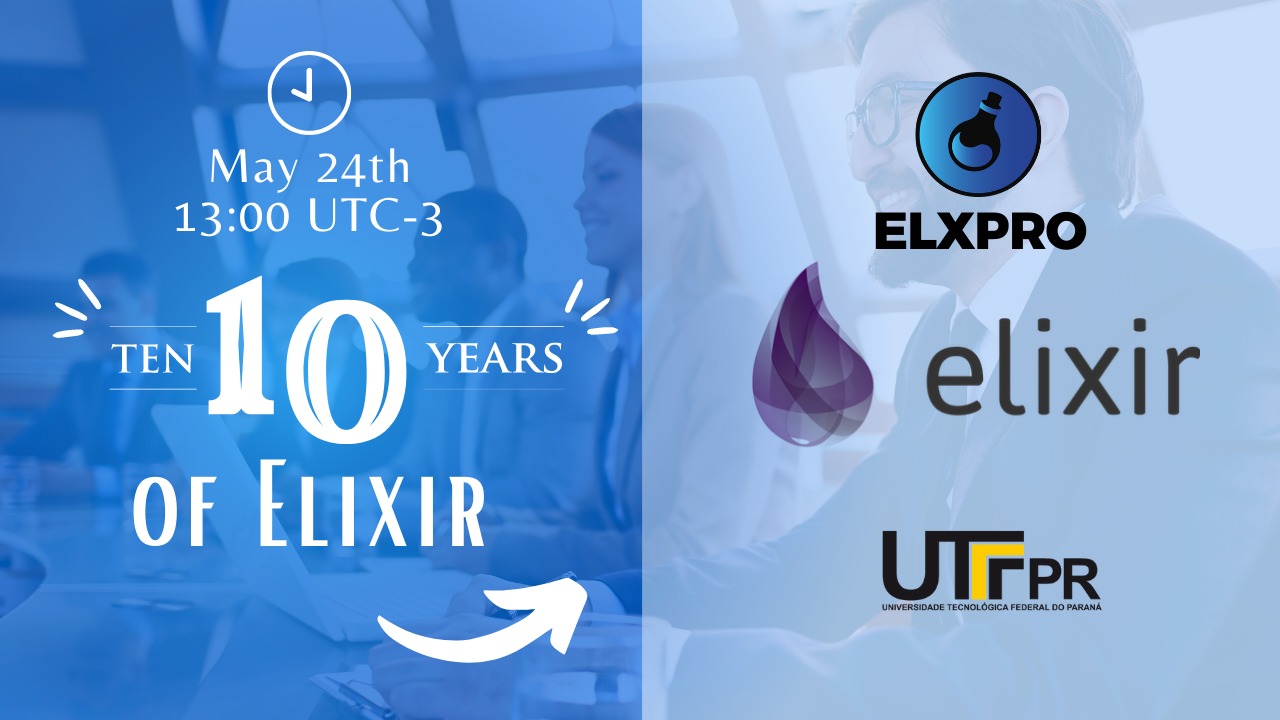 May 24th
13:00 UTC-3
TEN 10 YEARS
OF ELIXIR
ELXPRO
elixir
UTFPR
UNIVERSIDADE TECNOLÓGICA FEDERAL DO PARANÁ